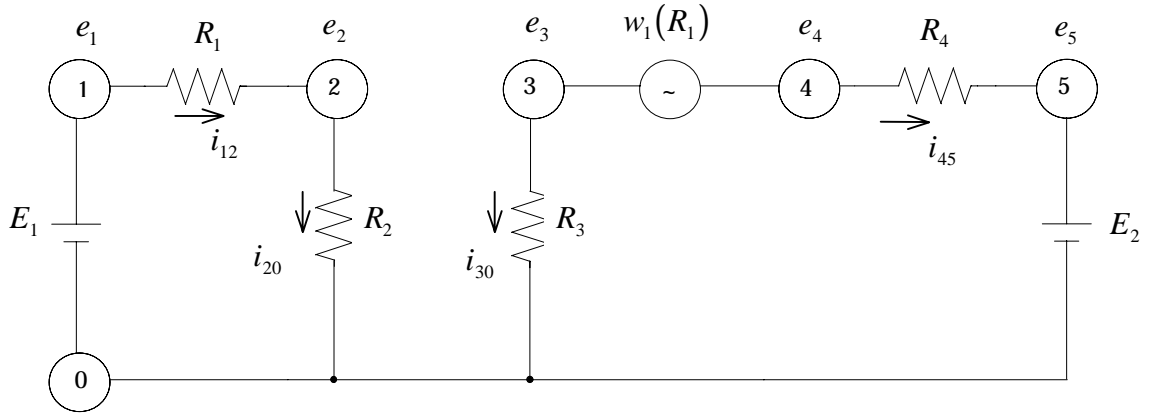 e₁ R₁ e₂ e₃ w₁(R₁) e₄ R₄ e₅
1 2 3 ~ 4 5
i₁₂ i₄₅
E₁ R₂ R₃ E₂
i₂₀ i₃₀
0